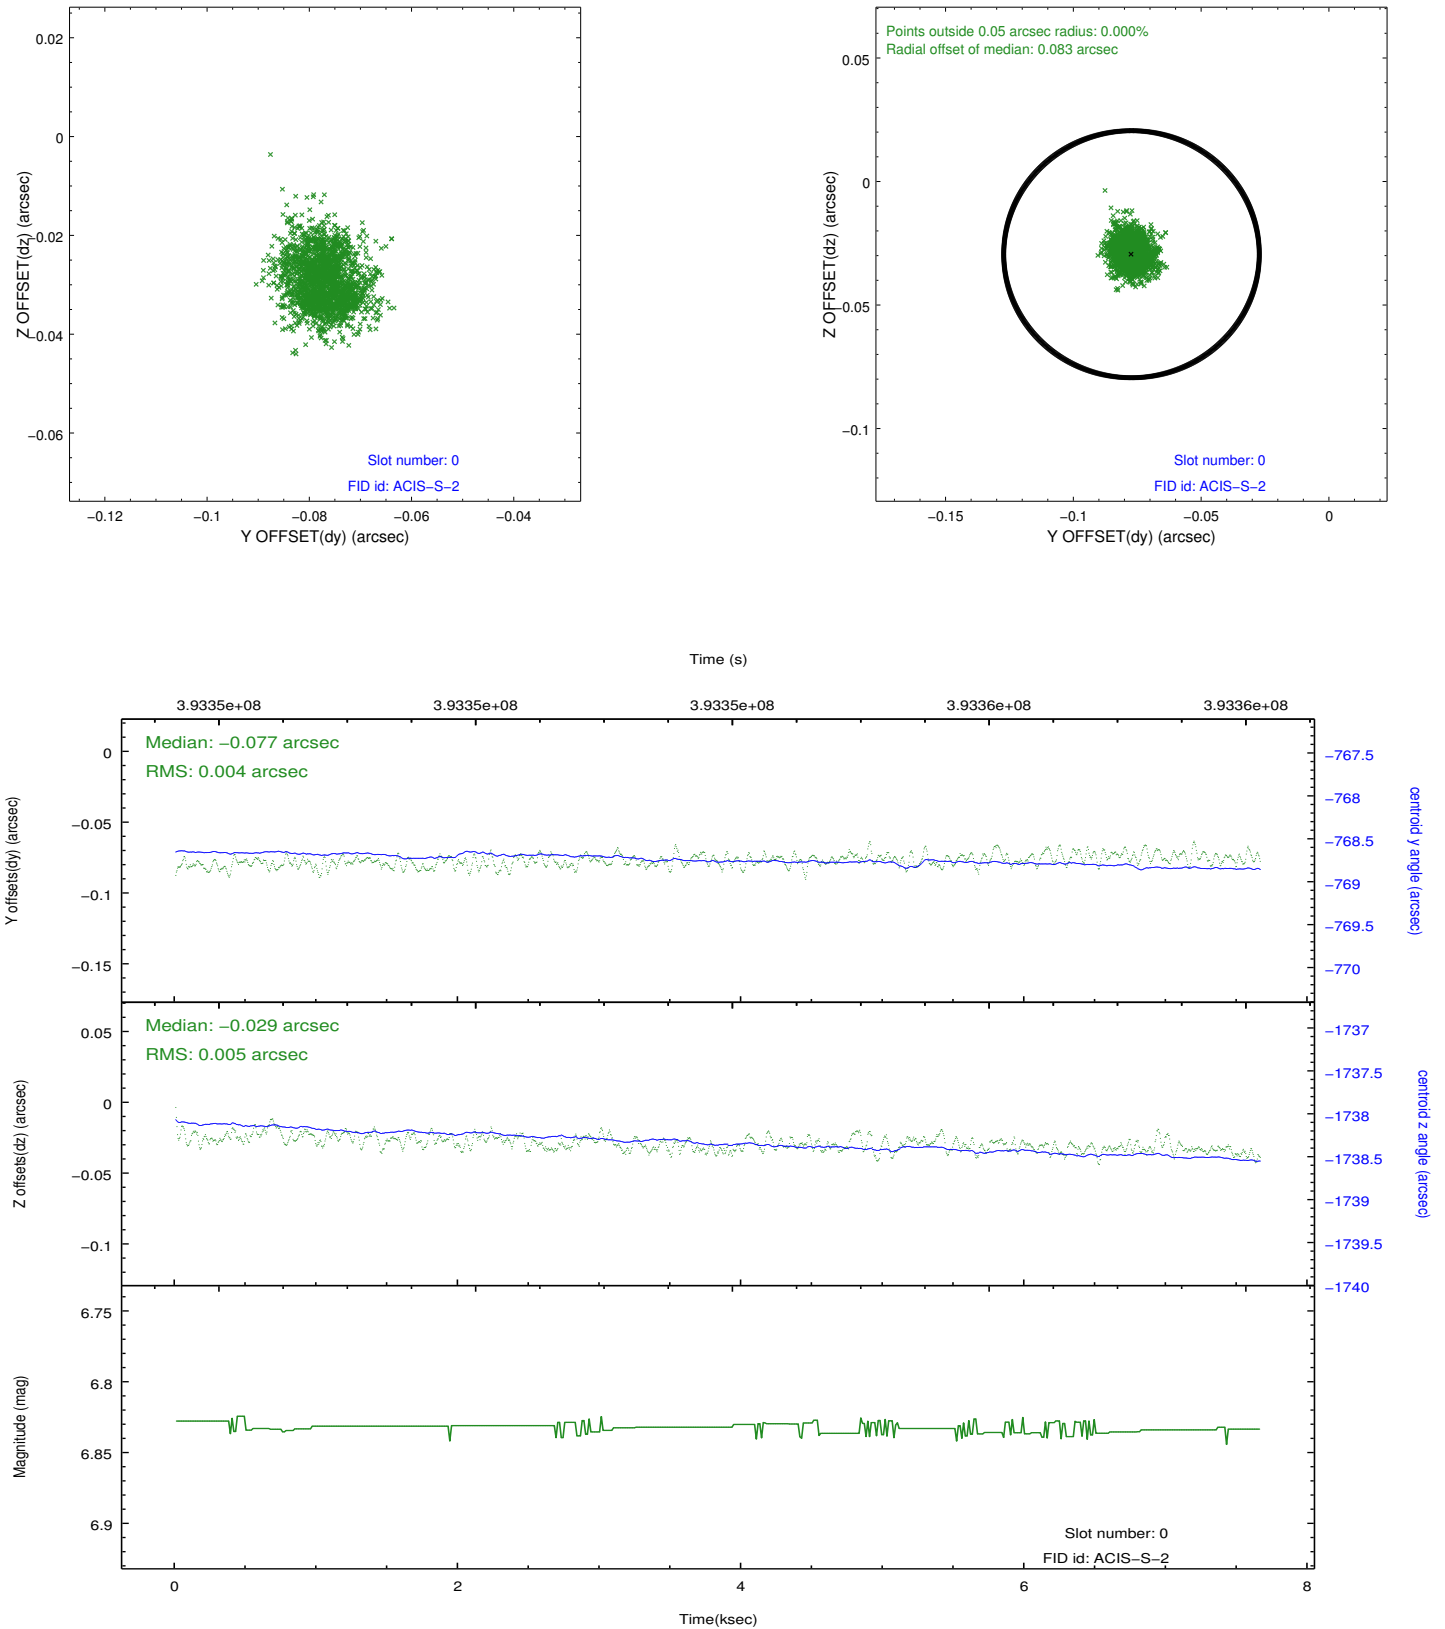 0.02
0
−0.02
−0.04
−0.06
Z OFFSET(dz) (arcsec)
Slot number: 0
FID id: ACIS−S−2
−0.12
−0.1
−0.08
−0.06
−0.04
Y OFFSET(dy) (arcsec)
Points outside 0.05 arcsec radius: 0.000%
Radial offset of median: 0.083 arcsec
0.05
0
−0.05
−0.1
Z OFFSET(dz) (arcsec)
Slot number: 0
FID id: ACIS−S−2
−0.15
−0.1
−0.05
0
Y OFFSET(dy) (arcsec)
Time (s)
3.9335e+08
3.9335e+08
3.9335e+08
3.9336e+08
3.9336e+08
Median: −0.077 arcsec
RMS: 0.004 arcsec
0
−0.05
−0.1
−0.15
Y offsets(dy) (arcsec)
−767.5
−768
−768.5
−769
−769.5
−770
centroid y angle (arcsec)
Median: −0.029 arcsec
RMS: 0.005 arcsec
0.05
0
−0.05
−0.1
Z offsets(dz) (arcsec)
−1737
−1737.5
−1738
−1738.5
−1739
−1739.5
−1740
centroid z angle (arcsec)
6.75
6.8
6.85
6.9
Magnitude (mag)
Slot number: 0
FID id: ACIS−S−2
0
2
4
6
8
Time(ksec)